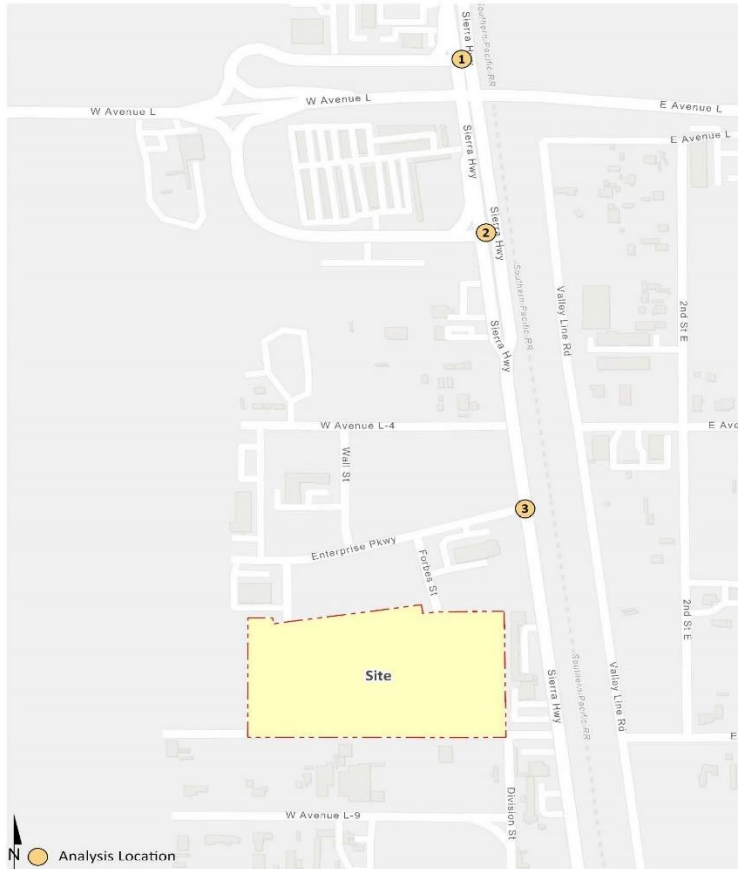 Sierra Hwy
Southern Pacific RR
1
W Avenue L
W Avenue L
E Avenue L
E Avenue L
Sierra Hwy
2
Sierra Hwy
Southern Pacific RR
Valley Line Rd
2nd St E
Sierra Hwy
W Avenue L-4
E Ave
Wall St
3
Enterprise Pkwy
Forbes St
2nd St E
Site
Sierra Hwy
Southern Pacific RR
Valley Line Rd
E
Division St
W Avenue L-9
N
Analysis Location